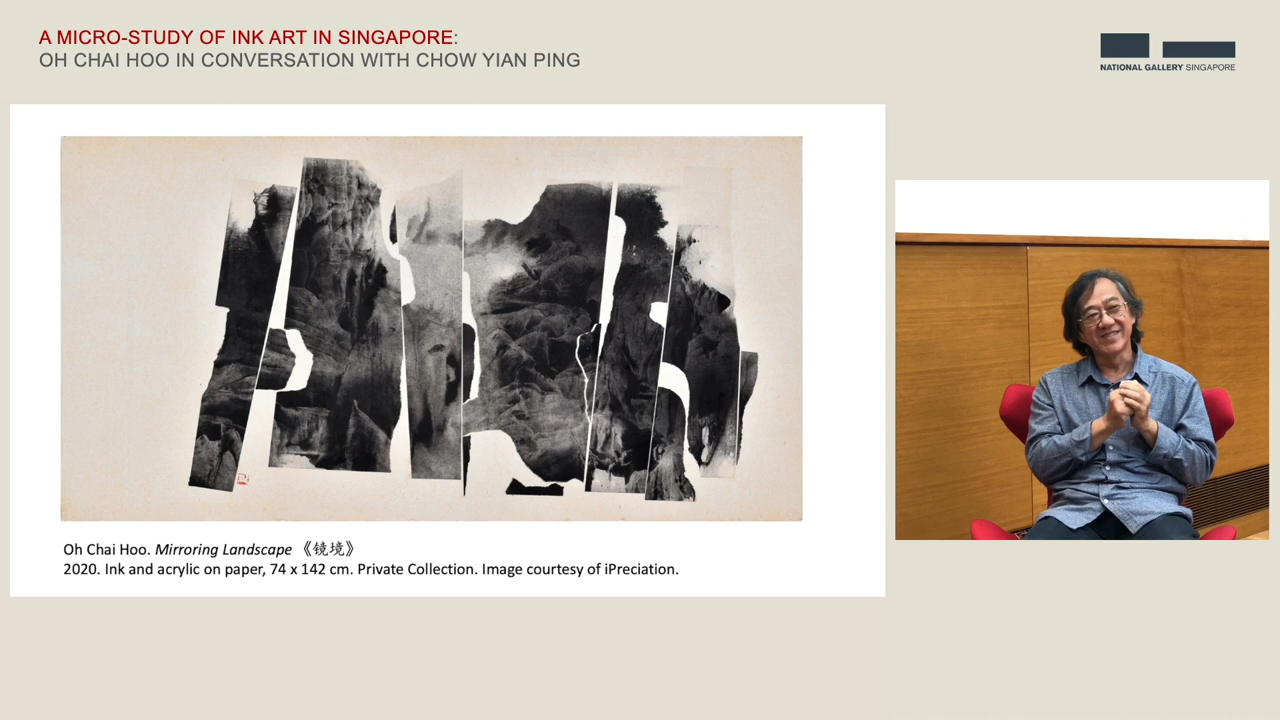 A MICRO-STUDY OF INK ART IN SINGAPORE:
OH CHAI HOO IN CONVERSATION WITH CHOW YIAN PING
NATIONAL GALLERY SINGAPORE
Oh Chai Hoo. Mirroring Landscape 《镜境》
2020. Ink and acrylic on paper, 74 x 142 cm. Private Collection. Image courtesy of iPreciation.